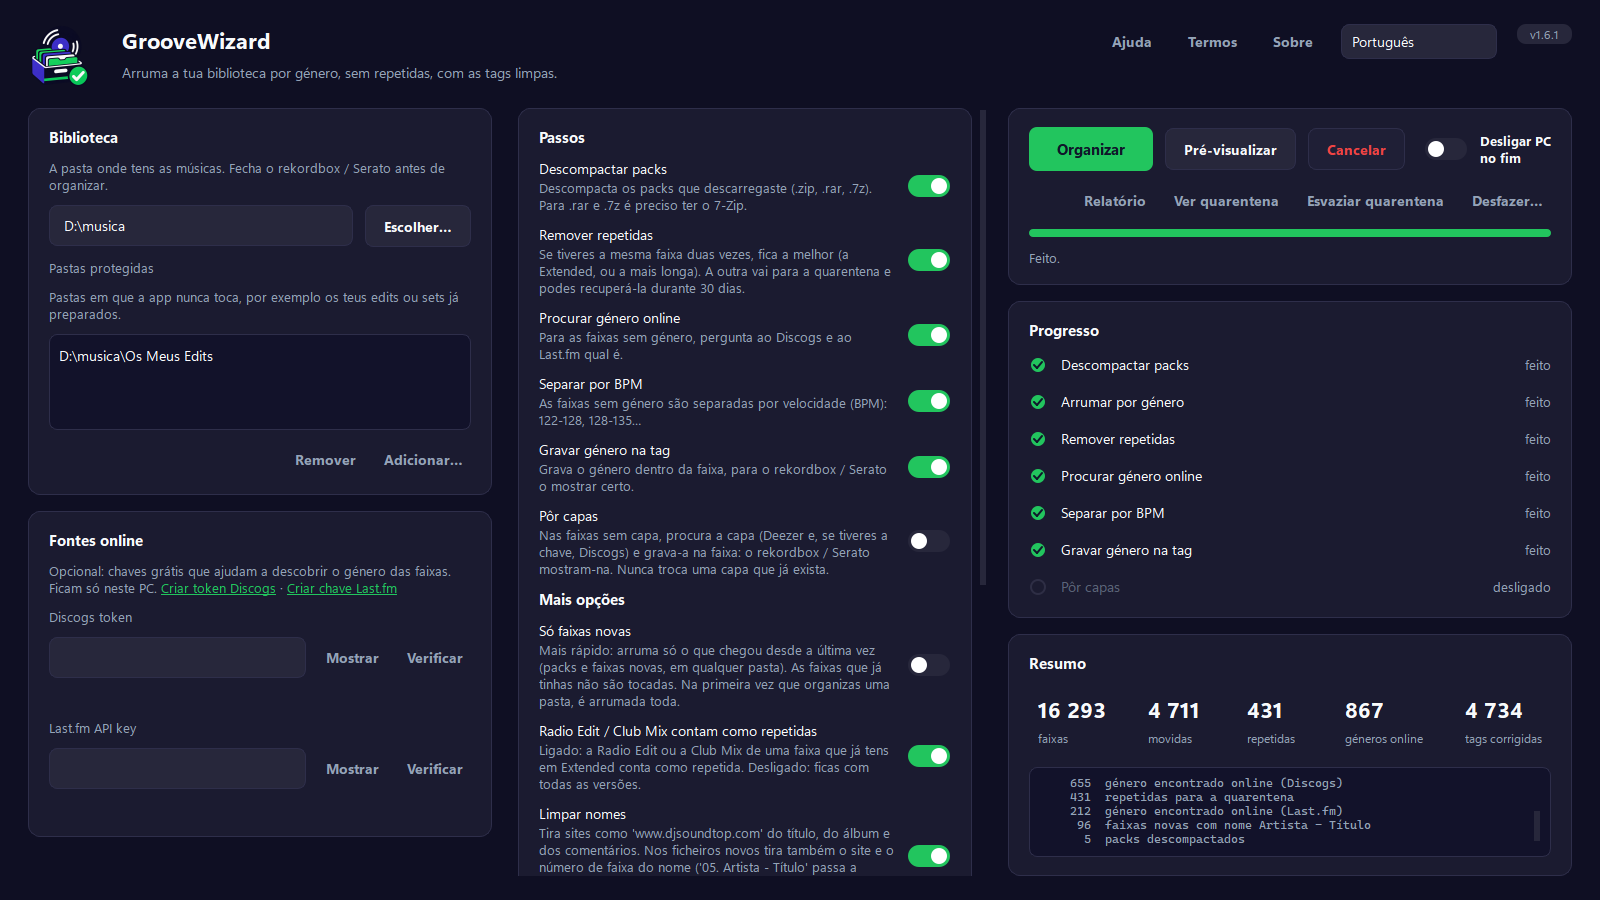 GrooveWizard
Arruma a tua biblioteca por género, sem repetidas, com as tags limpas.
Ajuda
Termos
Sobre
Português
v1.6.1
Biblioteca
A pasta onde tens as músicas. Fecha o rekordbox / Serato antes de
organizar.
D:\musica
Escolher...
Pastas protegidas
Pastas em que a app nunca toca, por exemplo os teus edits ou sets já
preparados.
D:\musica\Os Meus Edits
Remover
Adicionar...
Fontes online
Opcional: chaves grátis que ajudam a descobrir o género das faixas.
Ficam só neste PC. Criar token Discogs · Criar chave Last.fm
Discogs token
Mostrar
Verificar
Last.fm API key
Mostrar
Verificar
Passos
Descompactar packs
Descompacta os packs que descarregaste (.zip, .rar, .7z).
Para .rar e .7z é preciso ter o 7-Zip.
Remover repetidas
Se tiveres a mesma faixa duas vezes, fica a melhor (a
Extended, ou a mais longa). A outra vai para a quarentena e
podes recuperá-la durante 30 dias.
Procurar género online
Para as faixas sem género, pergunta ao Discogs e ao
Last.fm qual é.
Separar por BPM
As faixas sem género são separadas por velocidade (BPM):
122-128, 128-135...
Gravar género na tag
Grava o género dentro da faixa, para o rekordbox / Serato
o mostrar certo.
Pôr capas
Nas faixas sem capa, procura a capa (Deezer e, se tiveres a
chave, Discogs) e grava-a na faixa: o rekordbox / Serato
mostram-na. Nunca troca uma capa que já exista.
Mais opções
Só faixas novas
Mais rápido: arruma só o que chegou desde a última vez
(packs e faixas novas, em qualquer pasta). As faixas que já
tinhas não são tocadas. Na primeira vez que organizas uma
pasta, é arrumada toda.
Radio Edit / Club Mix contam como repetidas
Ligado: a Radio Edit ou a Club Mix de uma faixa que já tens
em Extended conta como repetida. Desligado: ficas com
todas as versões.
Limpar nomes
Tira sites como 'www.djsoundtop.com' do título, do álbum e
dos comentários. Nos ficheiros novos tira também o site e o
número de faixa do nome ('05. Artista - Título' passa a
Organizar
Pré-visualizar
Cancelar
Desligar PC
no fim
Relatório
Ver quarentena
Esvaziar quarentena
Desfazer...
Feito.
Progresso
Descompactar packs feito
Arrumar por género feito
Remover repetidas feito
Procurar género online feito
Separar por BPM feito
Gravar género na tag feito
Pôr capas desligado
Resumo
16 293 4 711 431 867 4 734
faixas movidas repetidas géneros online tags corrigidas
655 género encontrado online (Discogs)
431 repetidas para a quarentena
212 género encontrado online (Last.fm)
96 faixas novas com nome Artista - Título
5 packs descompactados